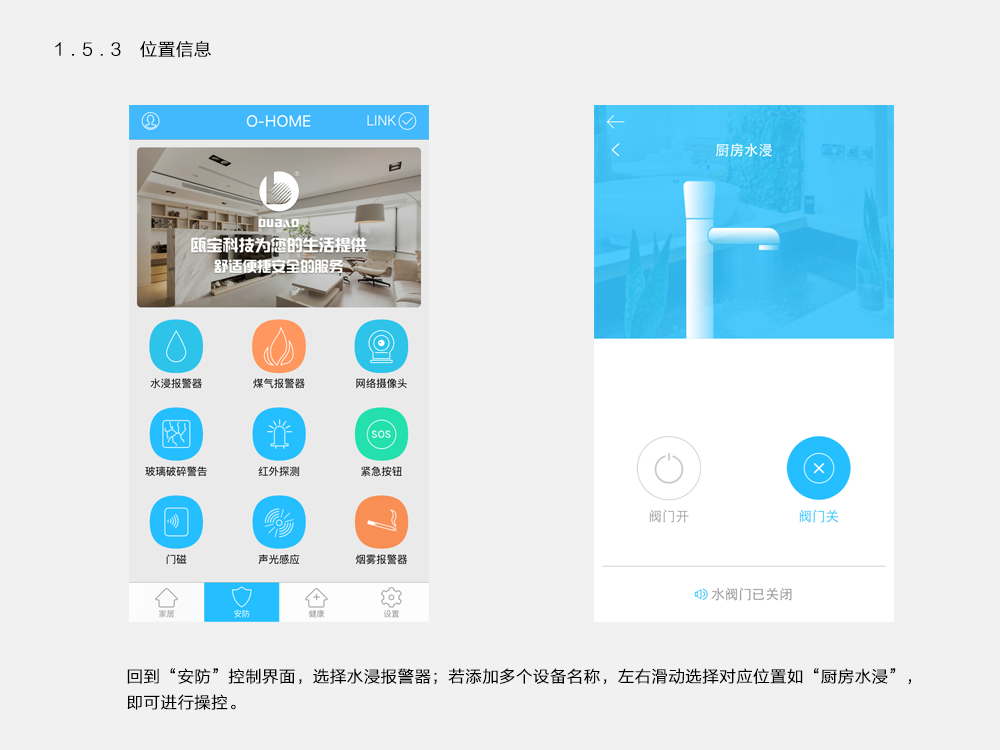 1.5.3 位置信息
O-HOME
LINK
OUBAO
瓯宝科技为您的生活提供
舒适便捷安全的服务
水浸报警器
煤气报警器
网络摄像头
玻璃破碎警告
红外探测
SOS
紧急按钮
门磁
声光感应
烟雾报警器
家居
安防
健康
设置
厨房水浸
阀门开
阀门关
水阀门已关闭
回到“安防”控制界面，选择水浸报警器；若添加多个设备名称，左右滑动选择对应位置如“厨房水浸”，
即可进行操控。